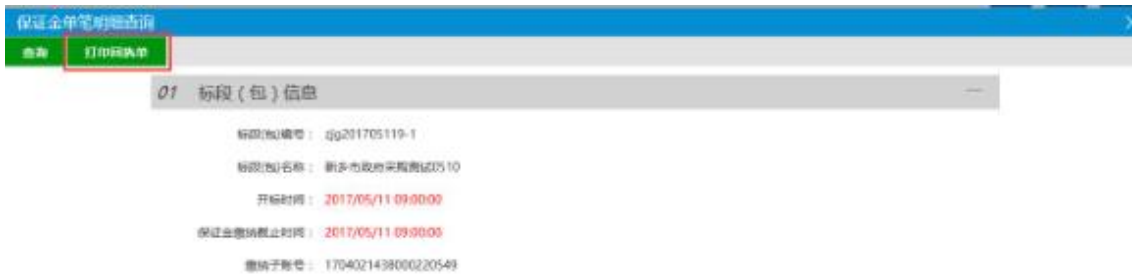 保证金单笔明细查询
查询 打印回执单
01 标段（包）信息
标段(包)编号： zjg201705119-1
标段(包)名称： 新乡市政府采购测试0510
开标时间： 2017/05/11 09:00:00
保证金缴纳截止时间： 2017/05/11 09:00:00
缴纳子账号： 1704021438000220549